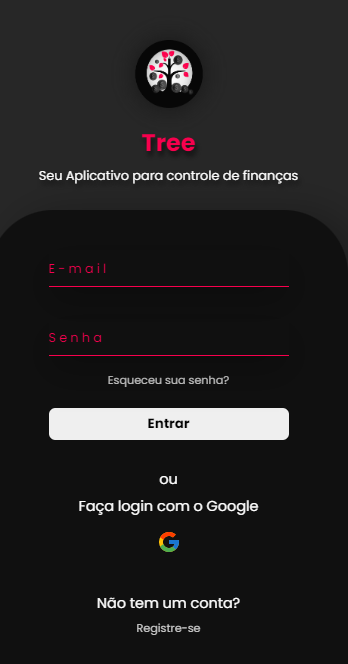 Tree
Seu Aplicativo para controle de finanças
E-mail
Senha
Esqueceu sua senha?
Entrar
ou
Faça login com o Google
Não tem um conta?
Registre-se